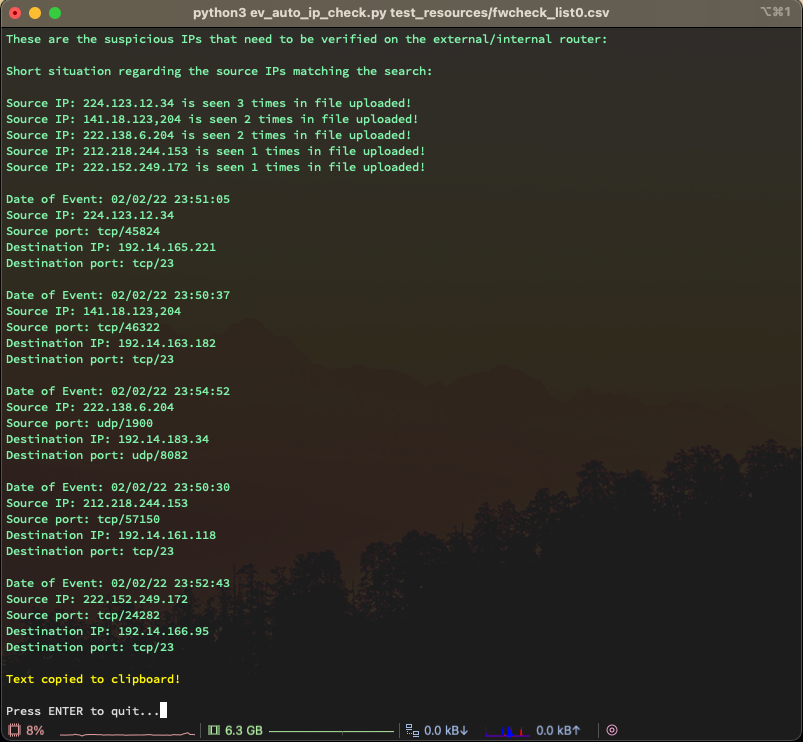 python3 ev_auto_ip_check.py test_resources/fwcheck_list0.csv
⌥⌘1
These are the suspicious IPs that need to be verified on the external/internal router:
Short situation regarding the source IPs matching the search:
Source IP: 224.123.12.34 is seen 3 times in file uploaded!
Source IP: 141.18.123,204 is seen 2 times in file uploaded!
Source IP: 222.138.6.204 is seen 2 times in file uploaded!
Source IP: 212.218.244.153 is seen 1 times in file uploaded!
Source IP: 222.152.249.172 is seen 1 times in file uploaded!
Date of Event: 02/02/22 23:51:05
Source IP: 224.123.12.34
Source port: tcp/45824
Destination IP: 192.14.165.221
Destination port: tcp/23
Date of Event: 02/02/22 23:50:37
Source IP: 141.18.123,204
Source port: tcp/46322
Destination IP: 192.14.163.182
Destination port: tcp/23
Date of Event: 02/02/22 23:54:52
Source IP: 222.138.6.204
Source port: udp/1900
Destination IP: 192.14.183.34
Destination port: udp/8082
Date of Event: 02/02/22 23:50:30
Source IP: 212.218.244.153
Source port: tcp/57150
Destination IP: 192.14.161.118
Destination port: tcp/23
Date of Event: 02/02/22 23:52:43
Source IP: 222.152.249.172
Source port: tcp/24282
Destination IP: 192.14.166.95
Destination port: tcp/23
Text copied to clipboard!
Press ENTER to quit...
8% 6.3 GB 0.0 kB↓ 0.0 kB↑